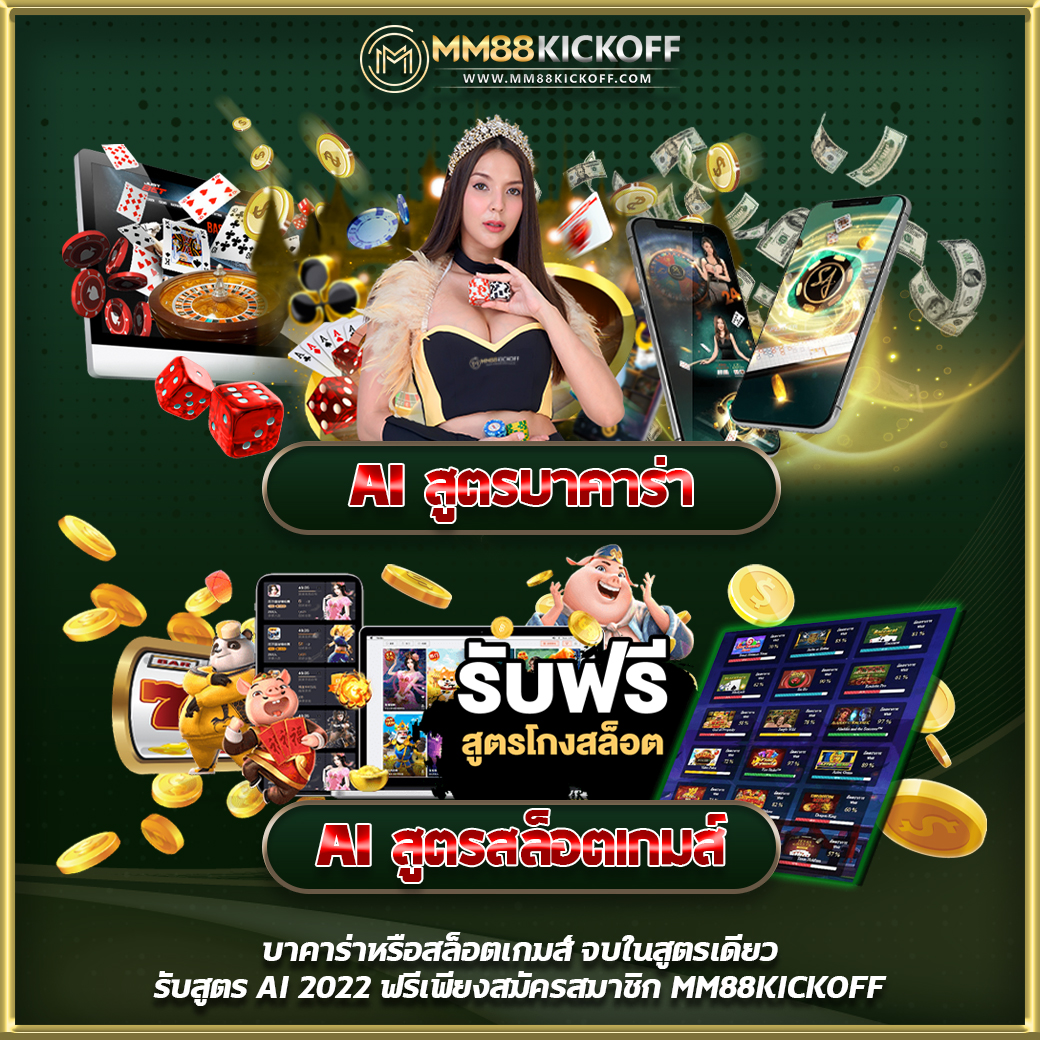 MM88KICKOFF
WWW.MM88KICKOFF.COM
MM88KICKOFF
AI สูตรบาคาร่า
รับฟรี
สูตรโกงสล็อต
AI สูตรสล็อตเกมส์
บาคาร่าหรือสล็อตเกมส์ จบในสูตรเดียว
รับสูตร AI 2022 ฟรีเพียงสมัครสมาชิก MM88KICKOFF